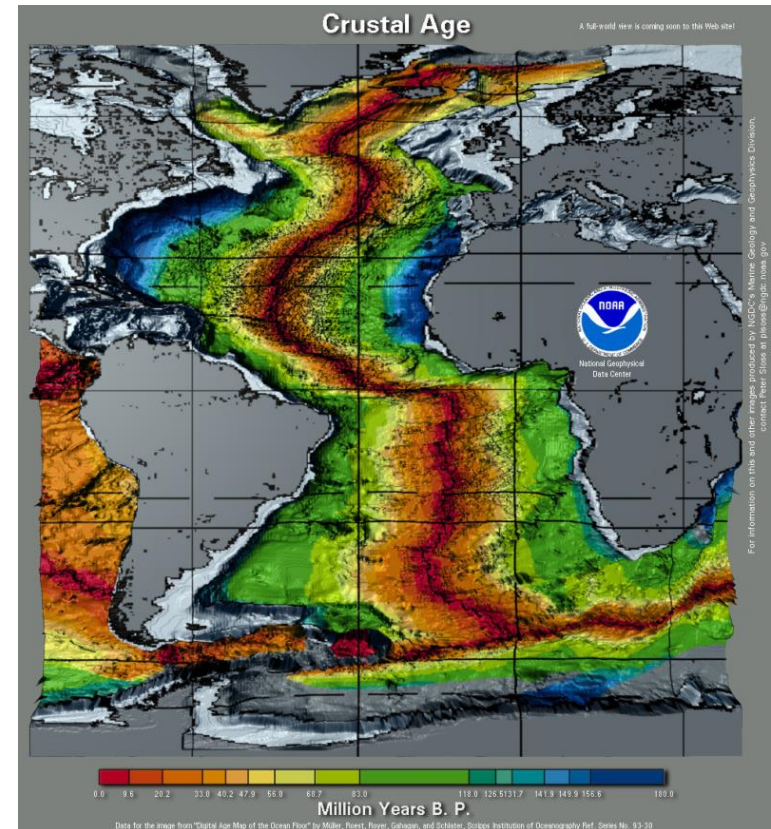 Crustal Age
A full-world view is coming soon to this Web site!
For information on this and other images produced by NGDC's Marine Geology and Geophysics Division,
contact Peter Sloss at pisoss@ngdc.noaa.gov
NOAA
National Geophysical
Data Center
0.0 9.6 20.2 33.0 40.2 47.9 56.0 68.7 83.0 118.0 126.5 131.7 141.9 149.9 156.6 180.0
Million Years B. P.
Data for the image from "Digital Age Map of the Ocean Floor" by Müller, Roest, Royer, Gahagan, and Sclater, Scripps Institution of Oceanography Ref. Series No. 93-30